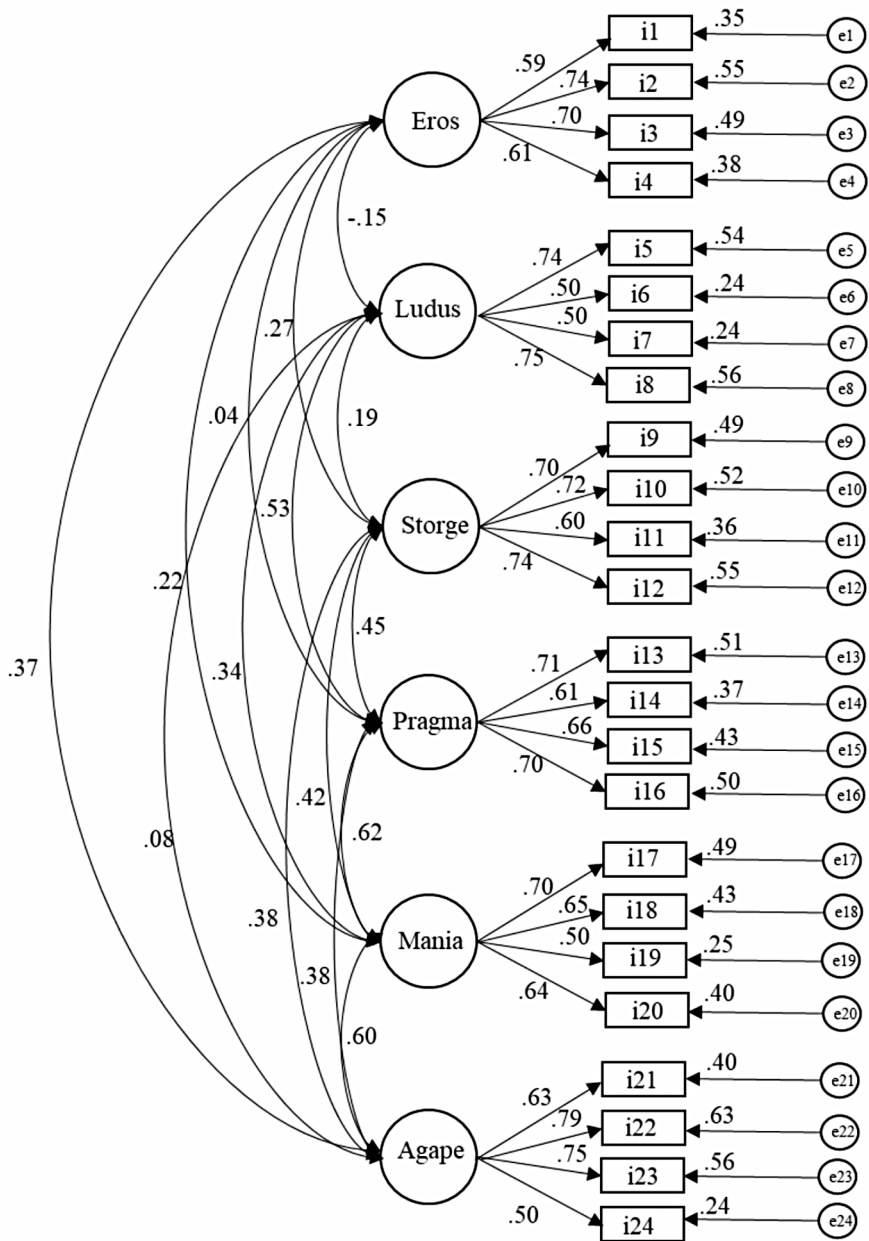 i1 .35 e1
.59
Eros .74 i2 .55 e2
.70 i3 .49 e3
.61 i4 .38 e4
-.15
Ludus .74 i5 .54 e5
.50 i6 .24 e6
.50 i7 .24 e7
.75 i8 .56 e8
.27
.04 .19
Storge .70 i9 .49 e9
.72 i10 .52 e10
.60 i11 .36 e11
.74 i12 .55 e12
.53
.22
.45
.37 .34
Pragma .71 i13 .51 e13
.61 i14 .37 e14
.66 i15 .43 e15
.70 i16 .50 e16
.42
.08 .62
Mania .70 i17 .49 e17
.65 i18 .43 e18
.50 i19 .25 e19
.64 i20 .40 e20
.38
.38
.60
Agape .63 i21 .40 e21
.79 i22 .63 e22
.75 i23 .56 e23
.50 i24 .24 e24